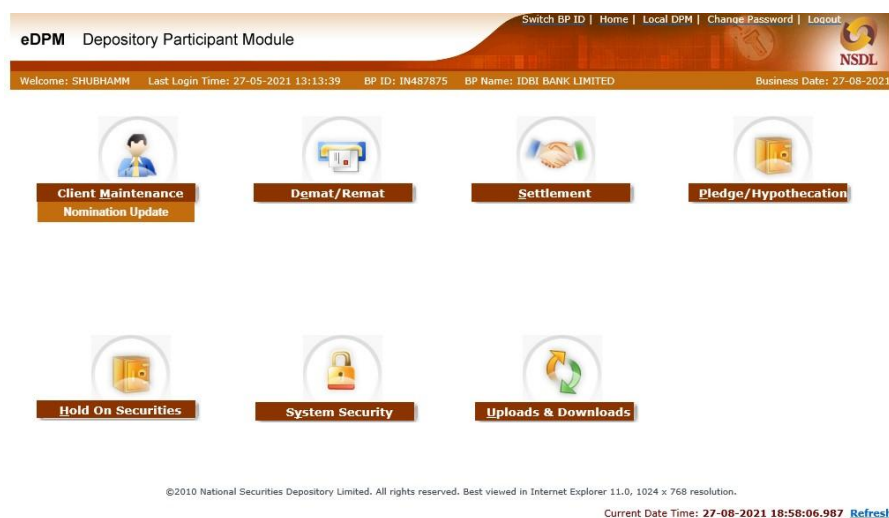 Switch BP ID | Home | Local DPM | Change Password | Logout
eDPM Depository Participant Module
NSDL
Welcome: SHUBHAMM Last Login Time: 27-05-2021 13:13:39 BP ID: IN487875 BP Name: IDBI BANK LIMITED Business Date: 27-08-2021
Client Maintenance Demat/Remat Settlement Pledge/Hypothecation
Nomination Update
Hold On Securities System Security Uploads & Downloads
©2010 National Securities Depository Limited. All rights reserved. Best viewed in Internet Explorer 11.0, 1024 x 768 resolution.
Current Date Time: 27-08-2021 18:58:06.987 Refresh